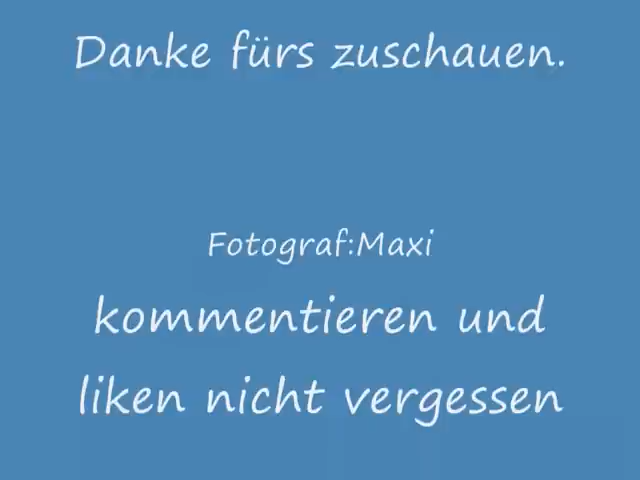 Danke fürs zuschauen.
Fotograf:Maxi
kommentieren und
liken nicht vergessen